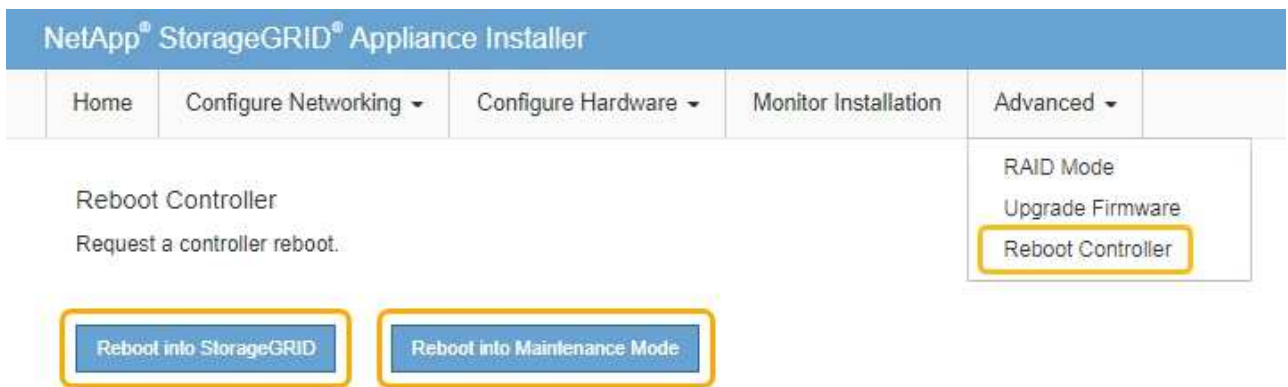 NetApp® StorageGRID® Appliance Installer
Home Configure Networking Configure Hardware Monitor Installation Advanced
RAID Mode
Upgrade Firmware
Reboot Controller
Reboot Controller
Request a controller reboot.
Reboot into StorageGRID Reboot into Maintenance Mode